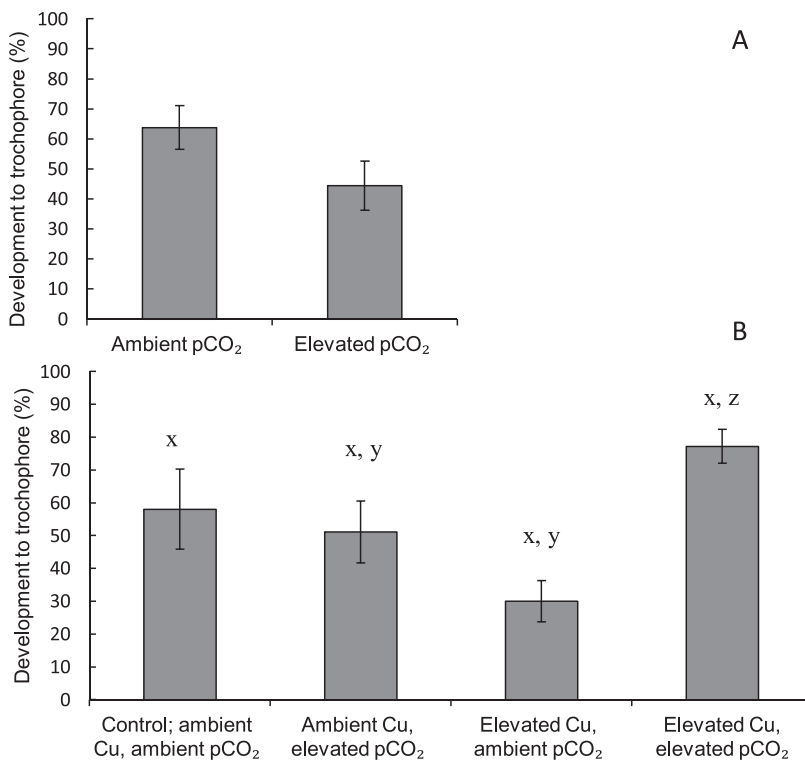 A
Development to trochophore (%)
100
90
80
70
60
50
40
30
20
10
0
Ambient pCO₂
Elevated pCO₂
B
Development to trochophore (%)
100
90
80
70
60
50
40
30
20
10
0
x
x, y
x, y
x, z
Control; ambient
Cu, ambient pCO₂
Ambient Cu,
elevated pCO₂
Elevated Cu,
ambient pCO₂
Elevated Cu,
elevated pCO₂